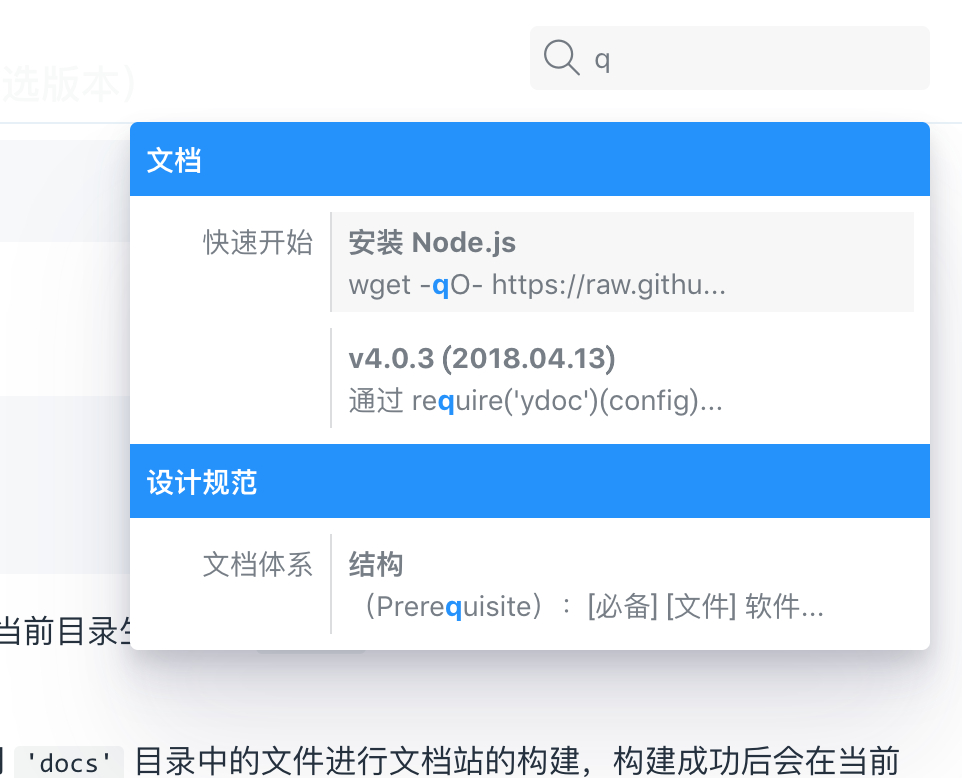 选版本）
q
文档
快速开始
安装 Node.js
wget -qO- https://raw.githu...
v4.0.3 (2018.04.13)
通过 require('ydoc')(config)...
设计规范
文档体系
结构
（Prerequisite）：[必备] [文件] 软件...
当前目录生
'docs' 目录中的文件进行文档站的构建，构建成功后会在当前